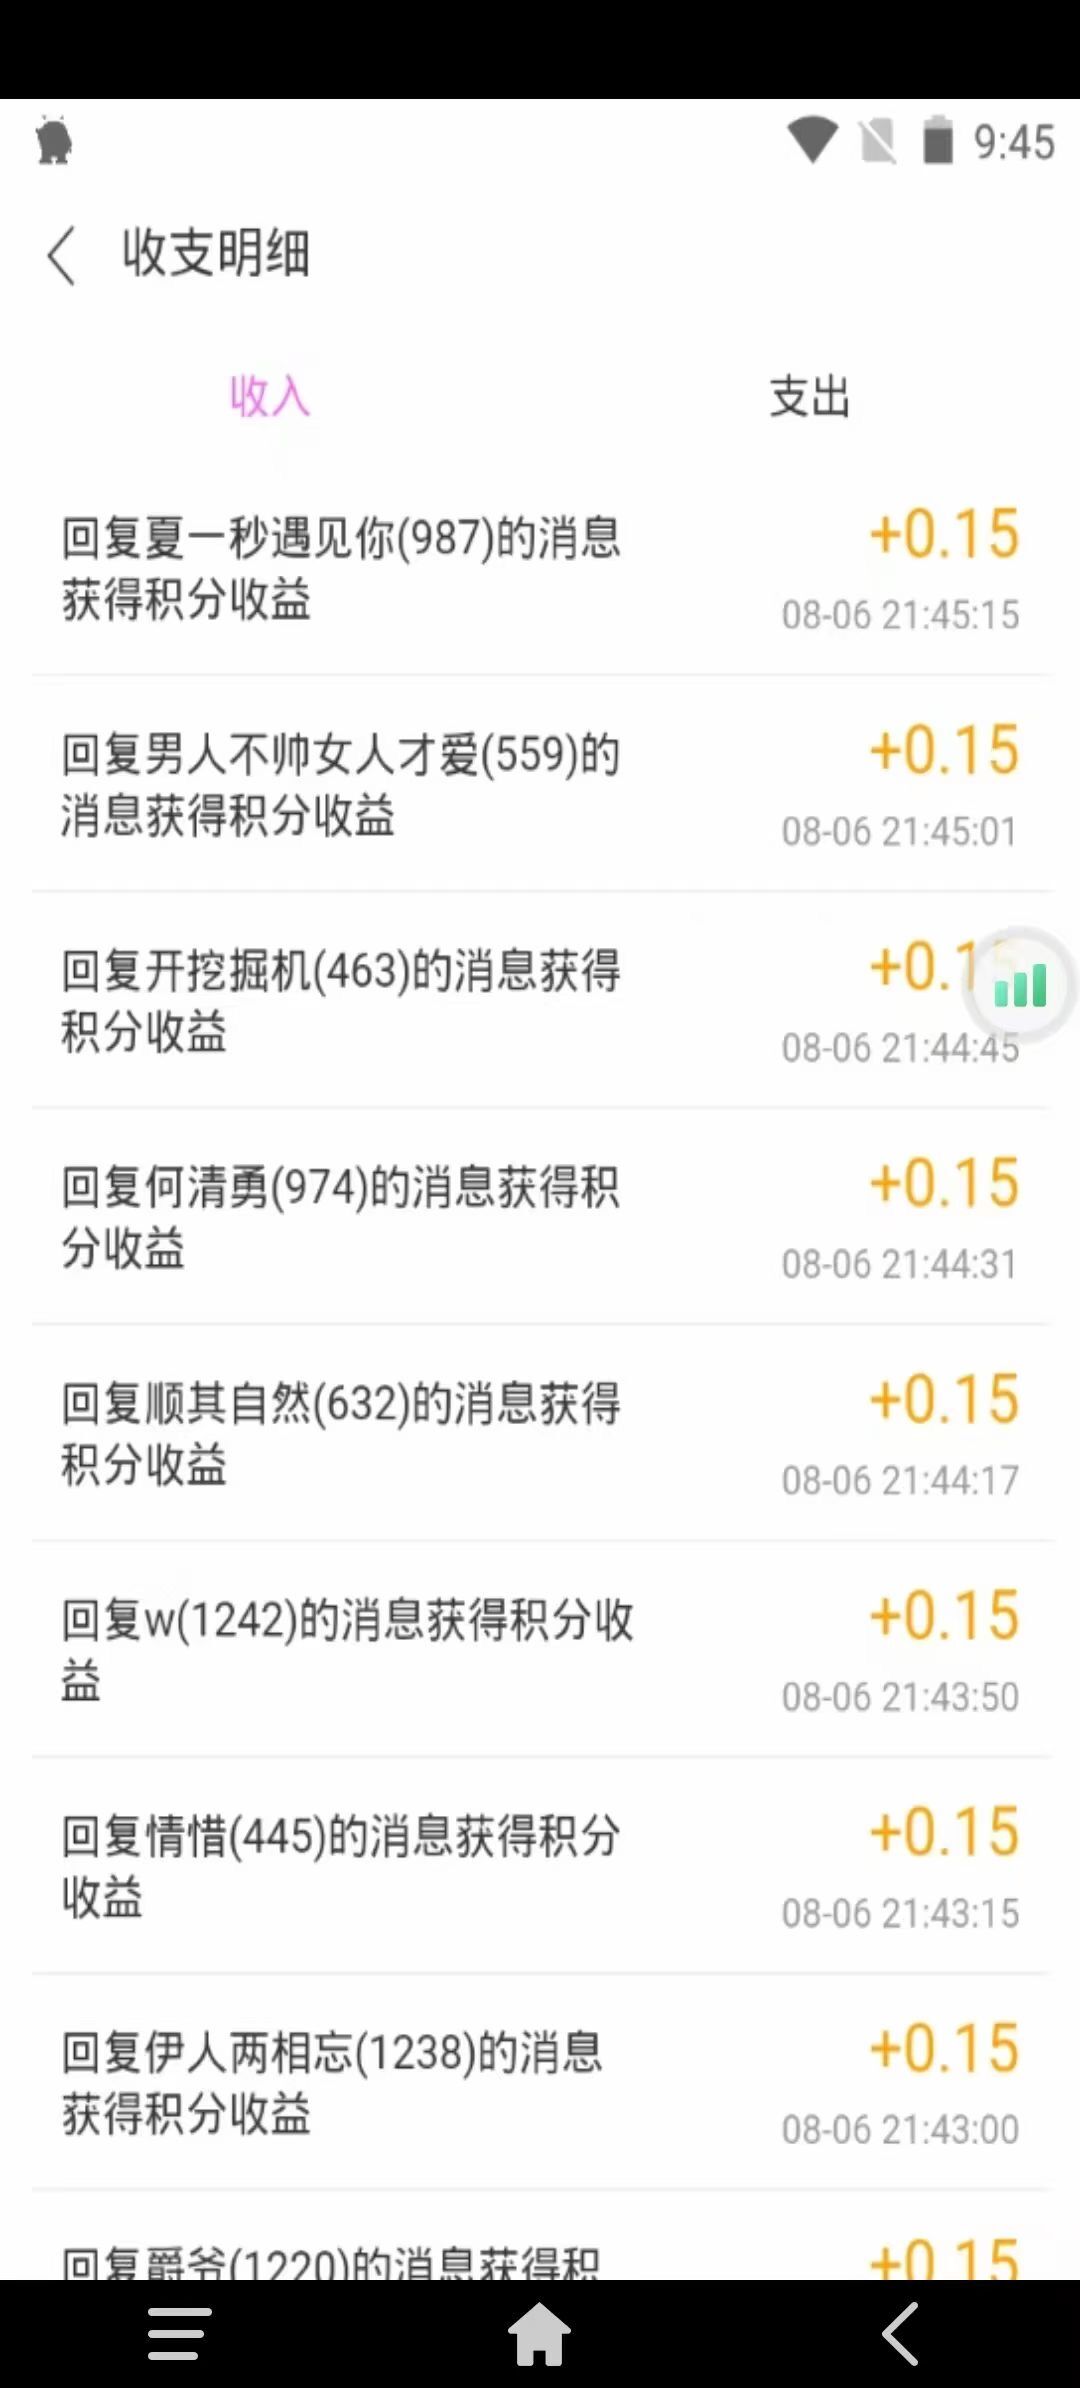 9:45
收支明细
收入
支出
回复夏一秒遇见你(987)的消息
获得积分收益
+0.15
08-06 21:45:15
回复男人不帅女人才爱(559)的
消息获得积分收益
+0.15
08-06 21:45:01
回复开挖掘机(463)的消息获得
积分收益
+0.15
08-06 21:44:45
回复何清勇(974)的消息获得积
分收益
+0.15
08-06 21:44:31
回复顺其自然(632)的消息获得
积分收益
+0.15
08-06 21:44:17
回复w(1242)的消息获得积分收
益
+0.15
08-06 21:43:50
回复情惜(445)的消息获得积分
收益
+0.15
08-06 21:43:15
回复伊人两相忘(1238)的消息
获得积分收益
+0.15
08-06 21:43:00
回复爵爷(1220)的消息获得积
+0.15